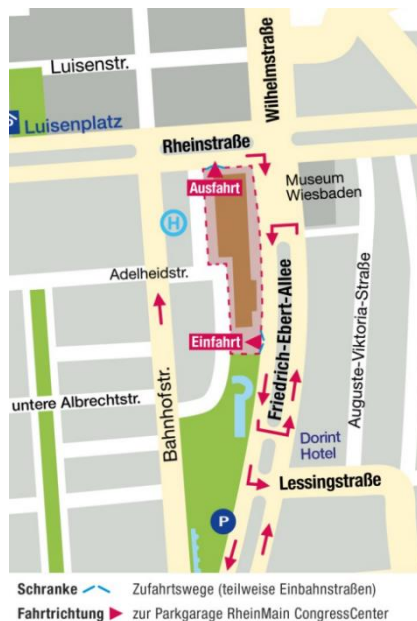 Luisenstr.
Wilhelmstraße
Luisenplatz
Rheinstraße
Ausfahrt
Museum
Wiesbaden
H
Adelheidstr.
Einfahrt
Friedrich-Ebert-Allee
Auguste-Viktoria-Straße
untere Albrechtstr.
Bahnhofstr.
Dorint
Hotel
Lessingstraße
P
Schranke Zufahrtswege (teilweise Einbahnstraßen)
Fahrtrichtung zur Parkgarage RheinMain CongressCenter